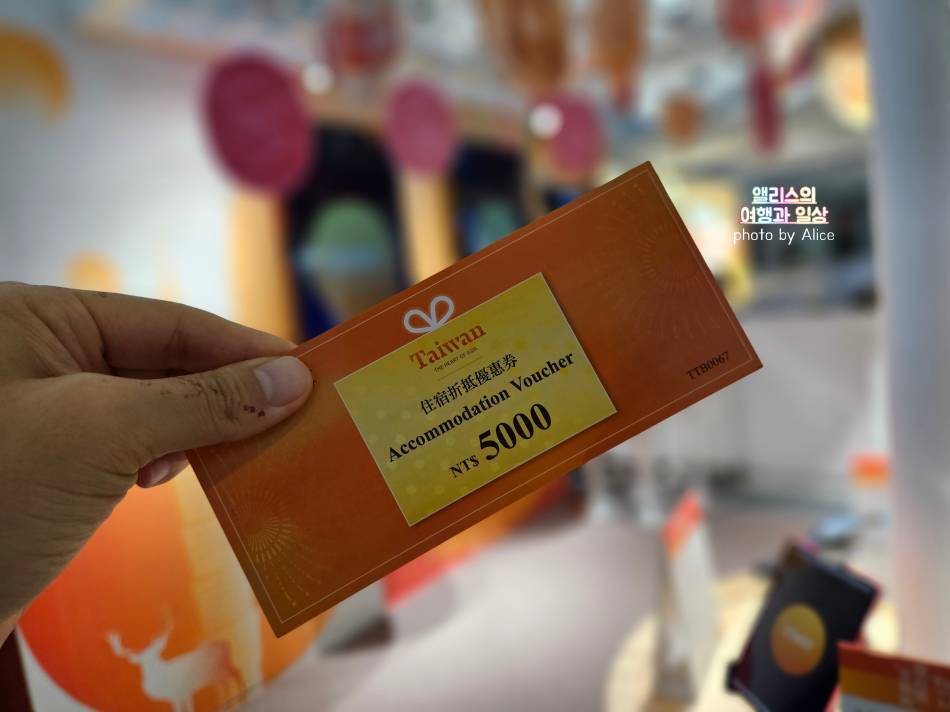 앨리스의
여행과 일상
photo by Alice
Taiwan
THE HEART OF ASIA
住宿折抵優惠券
Accommodation Voucher
NT$ 5000
TTB0067